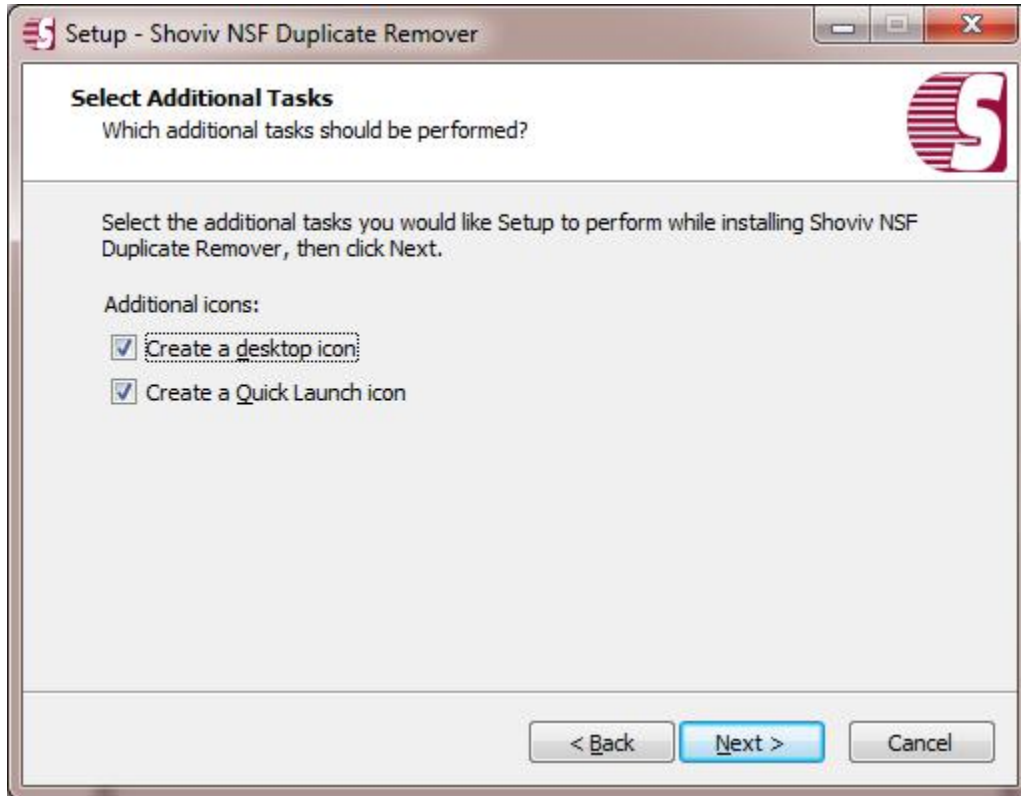 Setup - Shoviv NSF Duplicate Remover
Select Additional Tasks
Which additional tasks should be performed?
Select the additional tasks you would like Setup to perform while installing Shoviv NSF
Duplicate Remover, then click Next.
Additional icons:
Create a desktop icon
Create a Quick Launch icon
< Back Next > Cancel